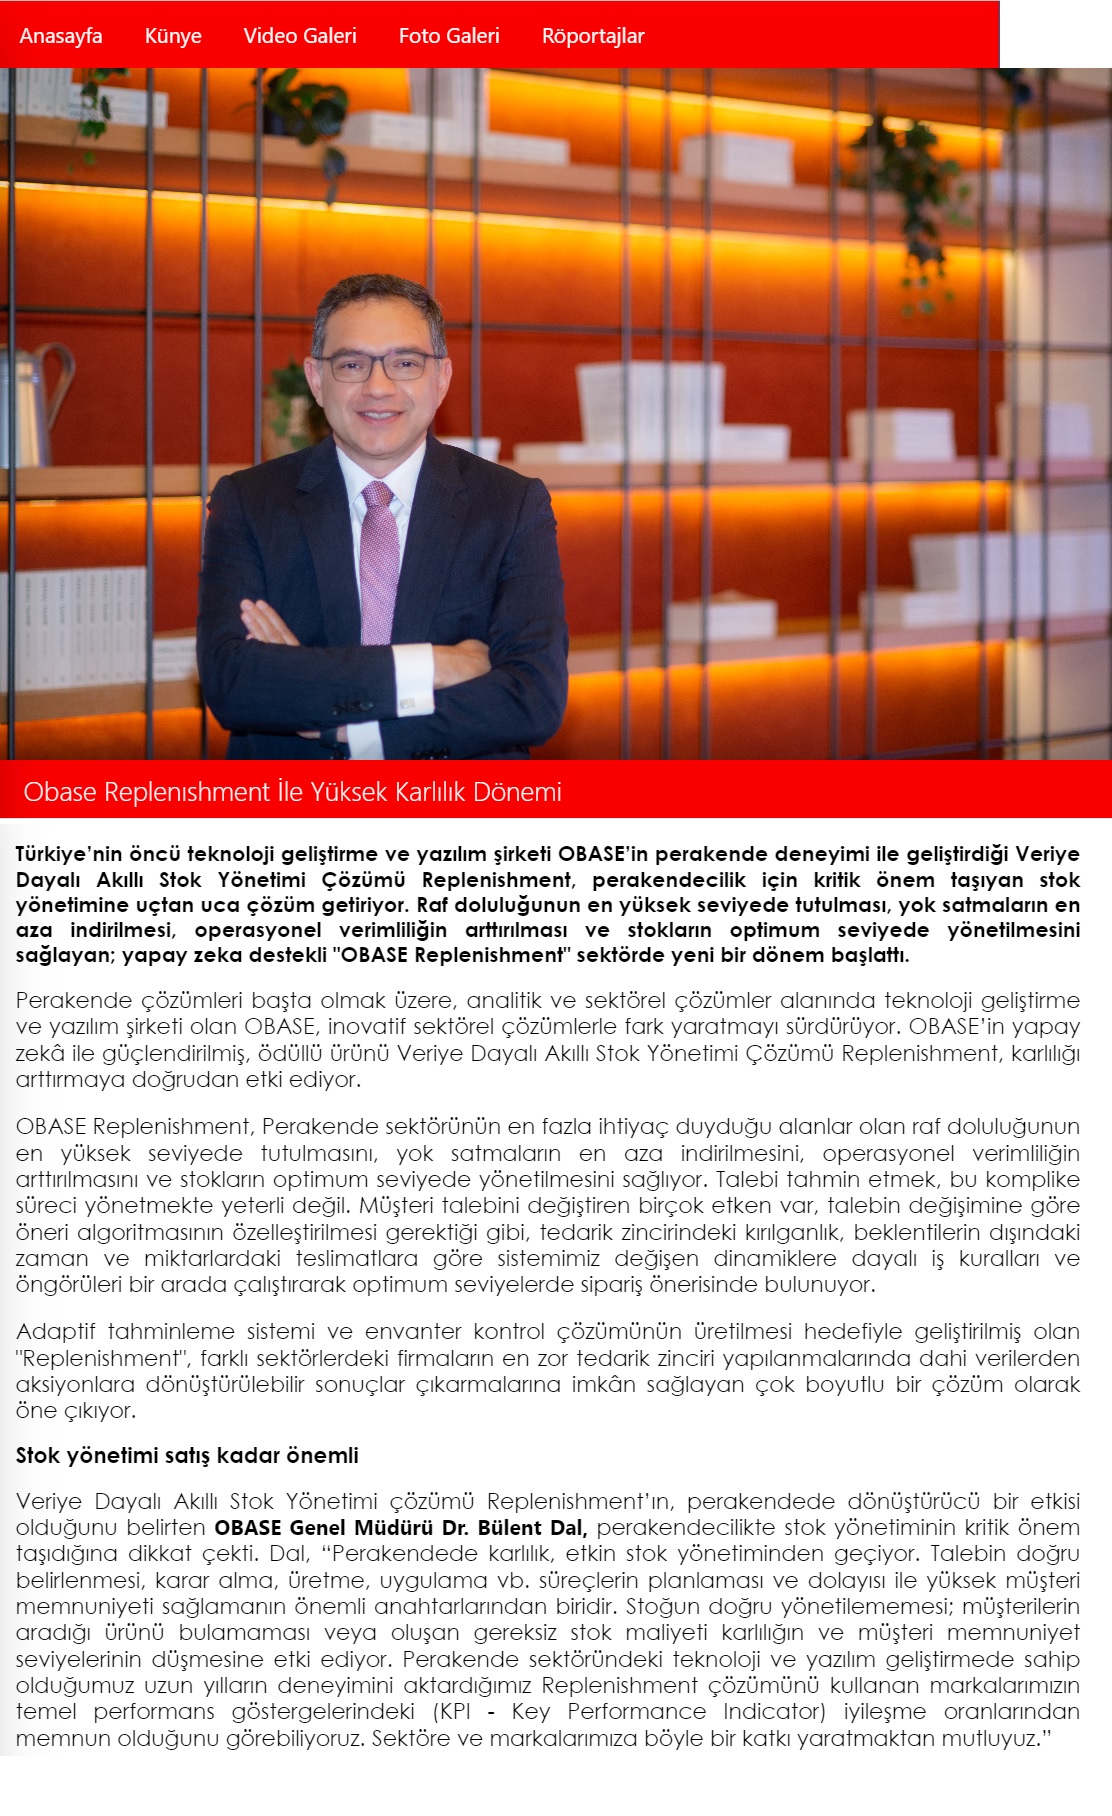 Anasayfa Künye Video Galeri Foto Galeri Röportajlar
Obase Replenıshment İle Yüksek Karlılık Dönemi
Türkiye’nin öncü teknoloji geliştirme ve yazılım şirketi OBASE’in perakende deneyimi ile geliştirdiği Veriye
Dayalı Akıllı Stok Yönetimi Çözümü Replenishment, perakendecilik için kritik önem taşıyan stok
yönetimine uçtan uca çözüm getiriyor. Raf doluluğunun en yüksek seviyede tutulması, yok satmaların en
aza indirilmesi, operasyonel verimliliğin arttırılması ve stokların optimum seviyede yönetilmesini
sağlayan; yapay zeka destekli "OBASE Replenishment" sektörde yeni bir dönem başlattı.
Perakende çözümleri başta olmak üzere, analitik ve sektörel çözümler alanında teknoloji geliştirme
ve yazılım şirketi olan OBASE, inovatif sektörel çözümlerle fark yaratmayı sürdürüyor. OBASE’in yapay
zekâ ile güçlendirilmiş, ödüllü ürünü Veriye Dayalı Akıllı Stok Yönetimi Çözümü Replenishment, karlılığı
arttırmaya doğrudan etki ediyor.
OBASE Replenishment, Perakende sektörünün en fazla ihtiyaç duyduğu alanlar olan raf doluluğunun
en yüksek seviyede tutulmasını, yok satmaların en aza indirilmesini, operasyonel verimliliğin
arttırılmasını ve stokların optimum seviyede yönetilmesini sağlıyor. Talebi tahmin etmek, bu komplike
süreci yönetmekte yeterli değil. Müşteri talebini değiştiren birçok etken var, talebin değişimine göre
öneri algoritmasının özelleştirilmesi gerektiği gibi, tedarik zincirindeki kırılganlık, beklentilerin dışındaki
zaman ve miktarlardaki teslimatlara göre sistemimiz değişen dinamiklere dayalı iş kuralları ve
öngörüleri bir arada çalıştırarak optimum seviyelerde sipariş önerisinde bulunuyor.
Adaptif tahminleme sistemi ve envanter kontrol çözümünün üretilmesi hedefiyle geliştirilmiş olan
"Replenishment", farklı sektörlerdeki firmaların en zor tedarik zinciri yapılanmalarında dahi verilerden
aksiyonlara dönüştürülebilir sonuçlar çıkarmalarına imkân sağlayan çok boyutlu bir çözüm olarak
öne çıkıyor.
Stok yönetimi satış kadar önemli
Veriye Dayalı Akıllı Stok Yönetimi çözümü Replenishment’ın, perakendede dönüştürücü bir etkisi
olduğunu belirten OBASE Genel Müdürü Dr. Bülent Dal, perakendecilikte stok yönetiminin kritik önem
taşıdığına dikkat çekti. Dal, “Perakendede karlılık, etkin stok yönetiminden geçiyor. Talebin doğru
belirlenmesi, karar alma, üretme, uygulama vb. süreçlerin planlaması ve dolayısı ile yüksek müşteri
memnuniyeti sağlamanın önemli anahtarlarından biridir. Stoğun doğru yönetilememesi; müşterilerin
aradığı ürünü bulamaması veya oluşan gereksiz stok maliyeti karlılığın ve müşteri memnuniyet
seviyelerinin düşmesine etki ediyor. Perakende sektöründeki teknoloji ve yazılım geliştirmede sahip
olduğumuz uzun yılların deneyimini aktardığımız Replenishment çözümünü kullanan markalarımızın
temel performans göstergelerindeki (KPI - Key Performance Indicator) iyileşme oranlarından
memnun olduğunu görebiliyoruz. Sektöre ve markalarımıza böyle bir katkı yaratmaktan mutluyuz.”